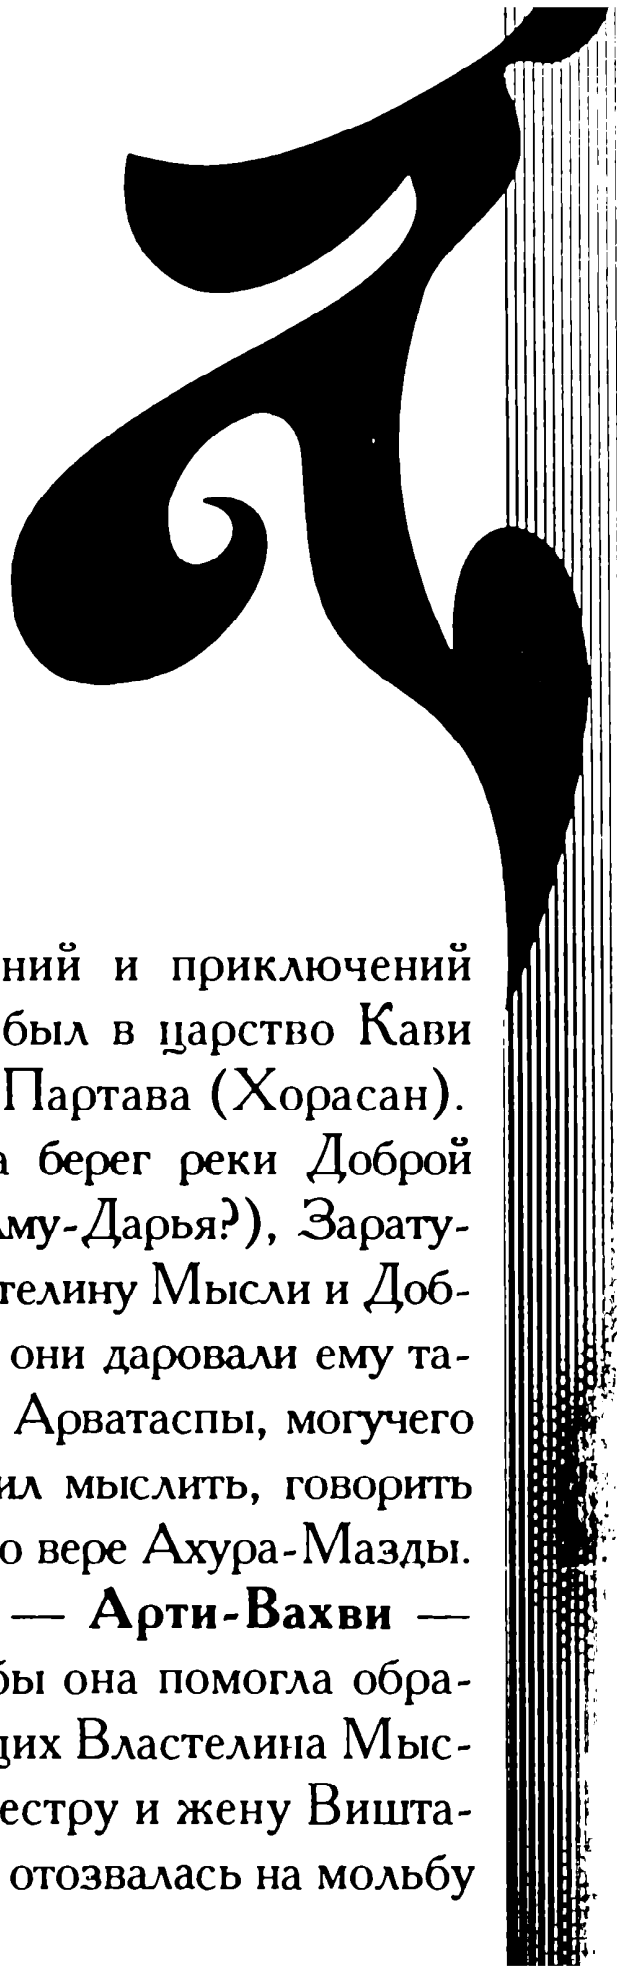 ний и приключений
был в царство Кави
Партава (Хорасан).
а берег реки Доброй
му-Дарья?), Зарату-
телину Мысли и Доб-
они даровали ему та-
Арватаспы, могучего
ил мыслить, говорить
о вере Ахура-Мазды.
— Арти-Вахви —
бы она помогла обра-
щих Властелина Мыс-
естру и жену Вишта-
отозвалась на мольбу